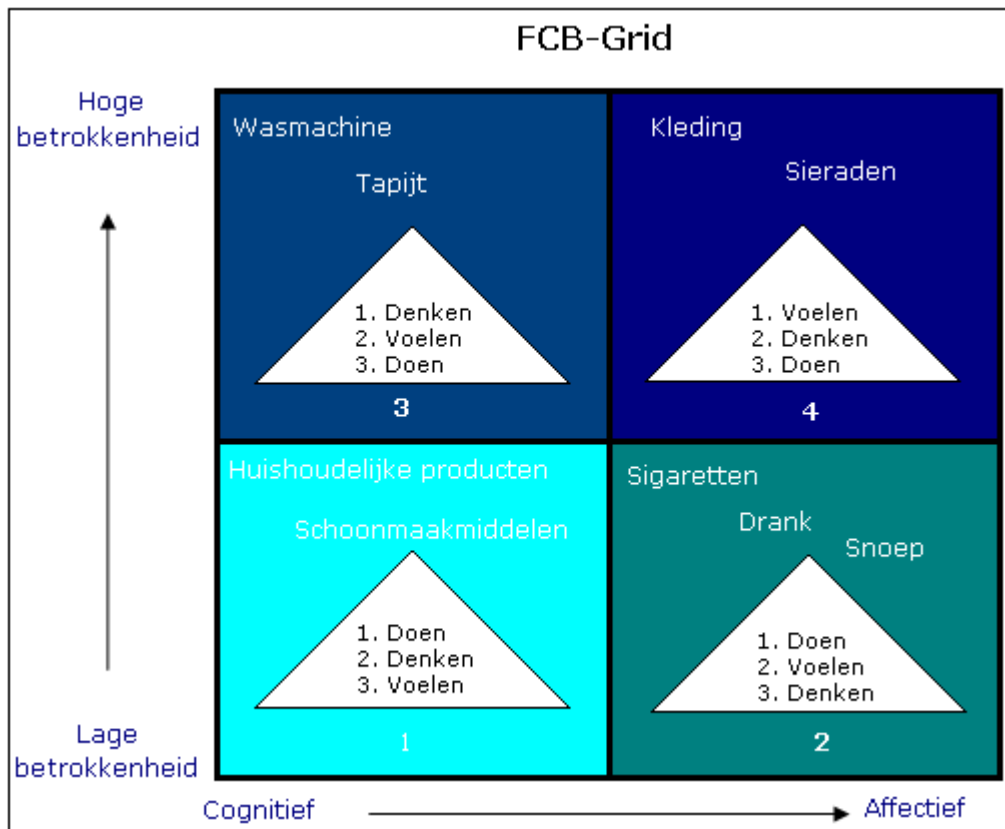 FCB-Grid
Hoge
betrokkenheid
Wasmachine
Tapijt
1. Denken
2. Voelen
3. Doen
3
Kleding
Sieraden
1. Voelen
2. Denken
3. Doen
4
Huishoudelijke producten
Schoonmaakmiddelen
1. Doen
2. Denken
3. Voelen
1
Sigaretten
Drank
Snoep
1. Doen
2. Voelen
3. Denken
2
Lage
betrokkenheid
Cognitief
Affectief